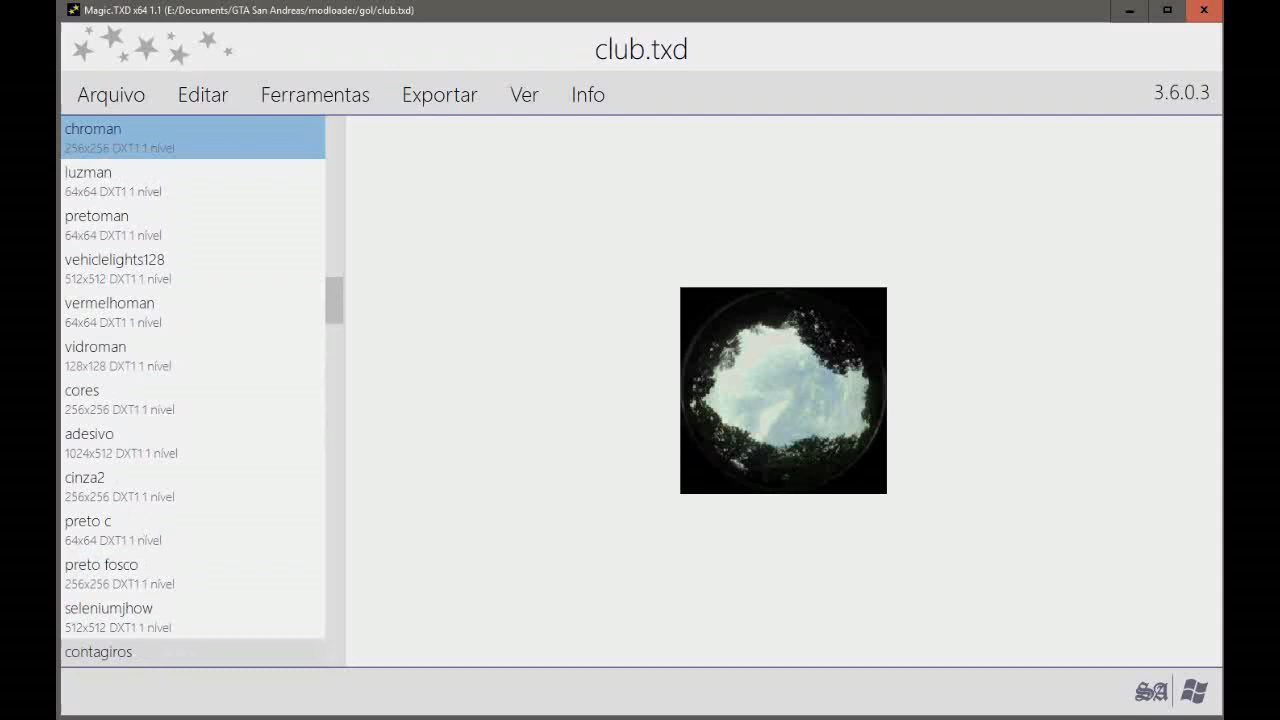 Magic.TXD x64 1.1 (E:/Documents/GTA San Andreas/modloader/gol/club.txd)
club.txd
Arquivo Editar Ferramentas Exportar Ver Info 3.6.0.3
chroman
256x256 DXT1 1 nível
luzman
64x64 DXT1 1 nível
pretoman
64x64 DXT1 1 nível
vehiclelights128
512x512 DXT1 1 nível
vermelhoman
64x64 DXT1 1 nível
vidroman
128x128 DXT1 1 nível
cores
256x256 DXT1 1 nível
adesivo
1024x512 DXT1 1 nível
cinza2
256x256 DXT1 1 nível
preto c
64x64 DXT1 1 nível
preto fosco
256x256 DXT1 1 nível
seleniumjhow
512x512 DXT1 1 nível
contagiros
SA